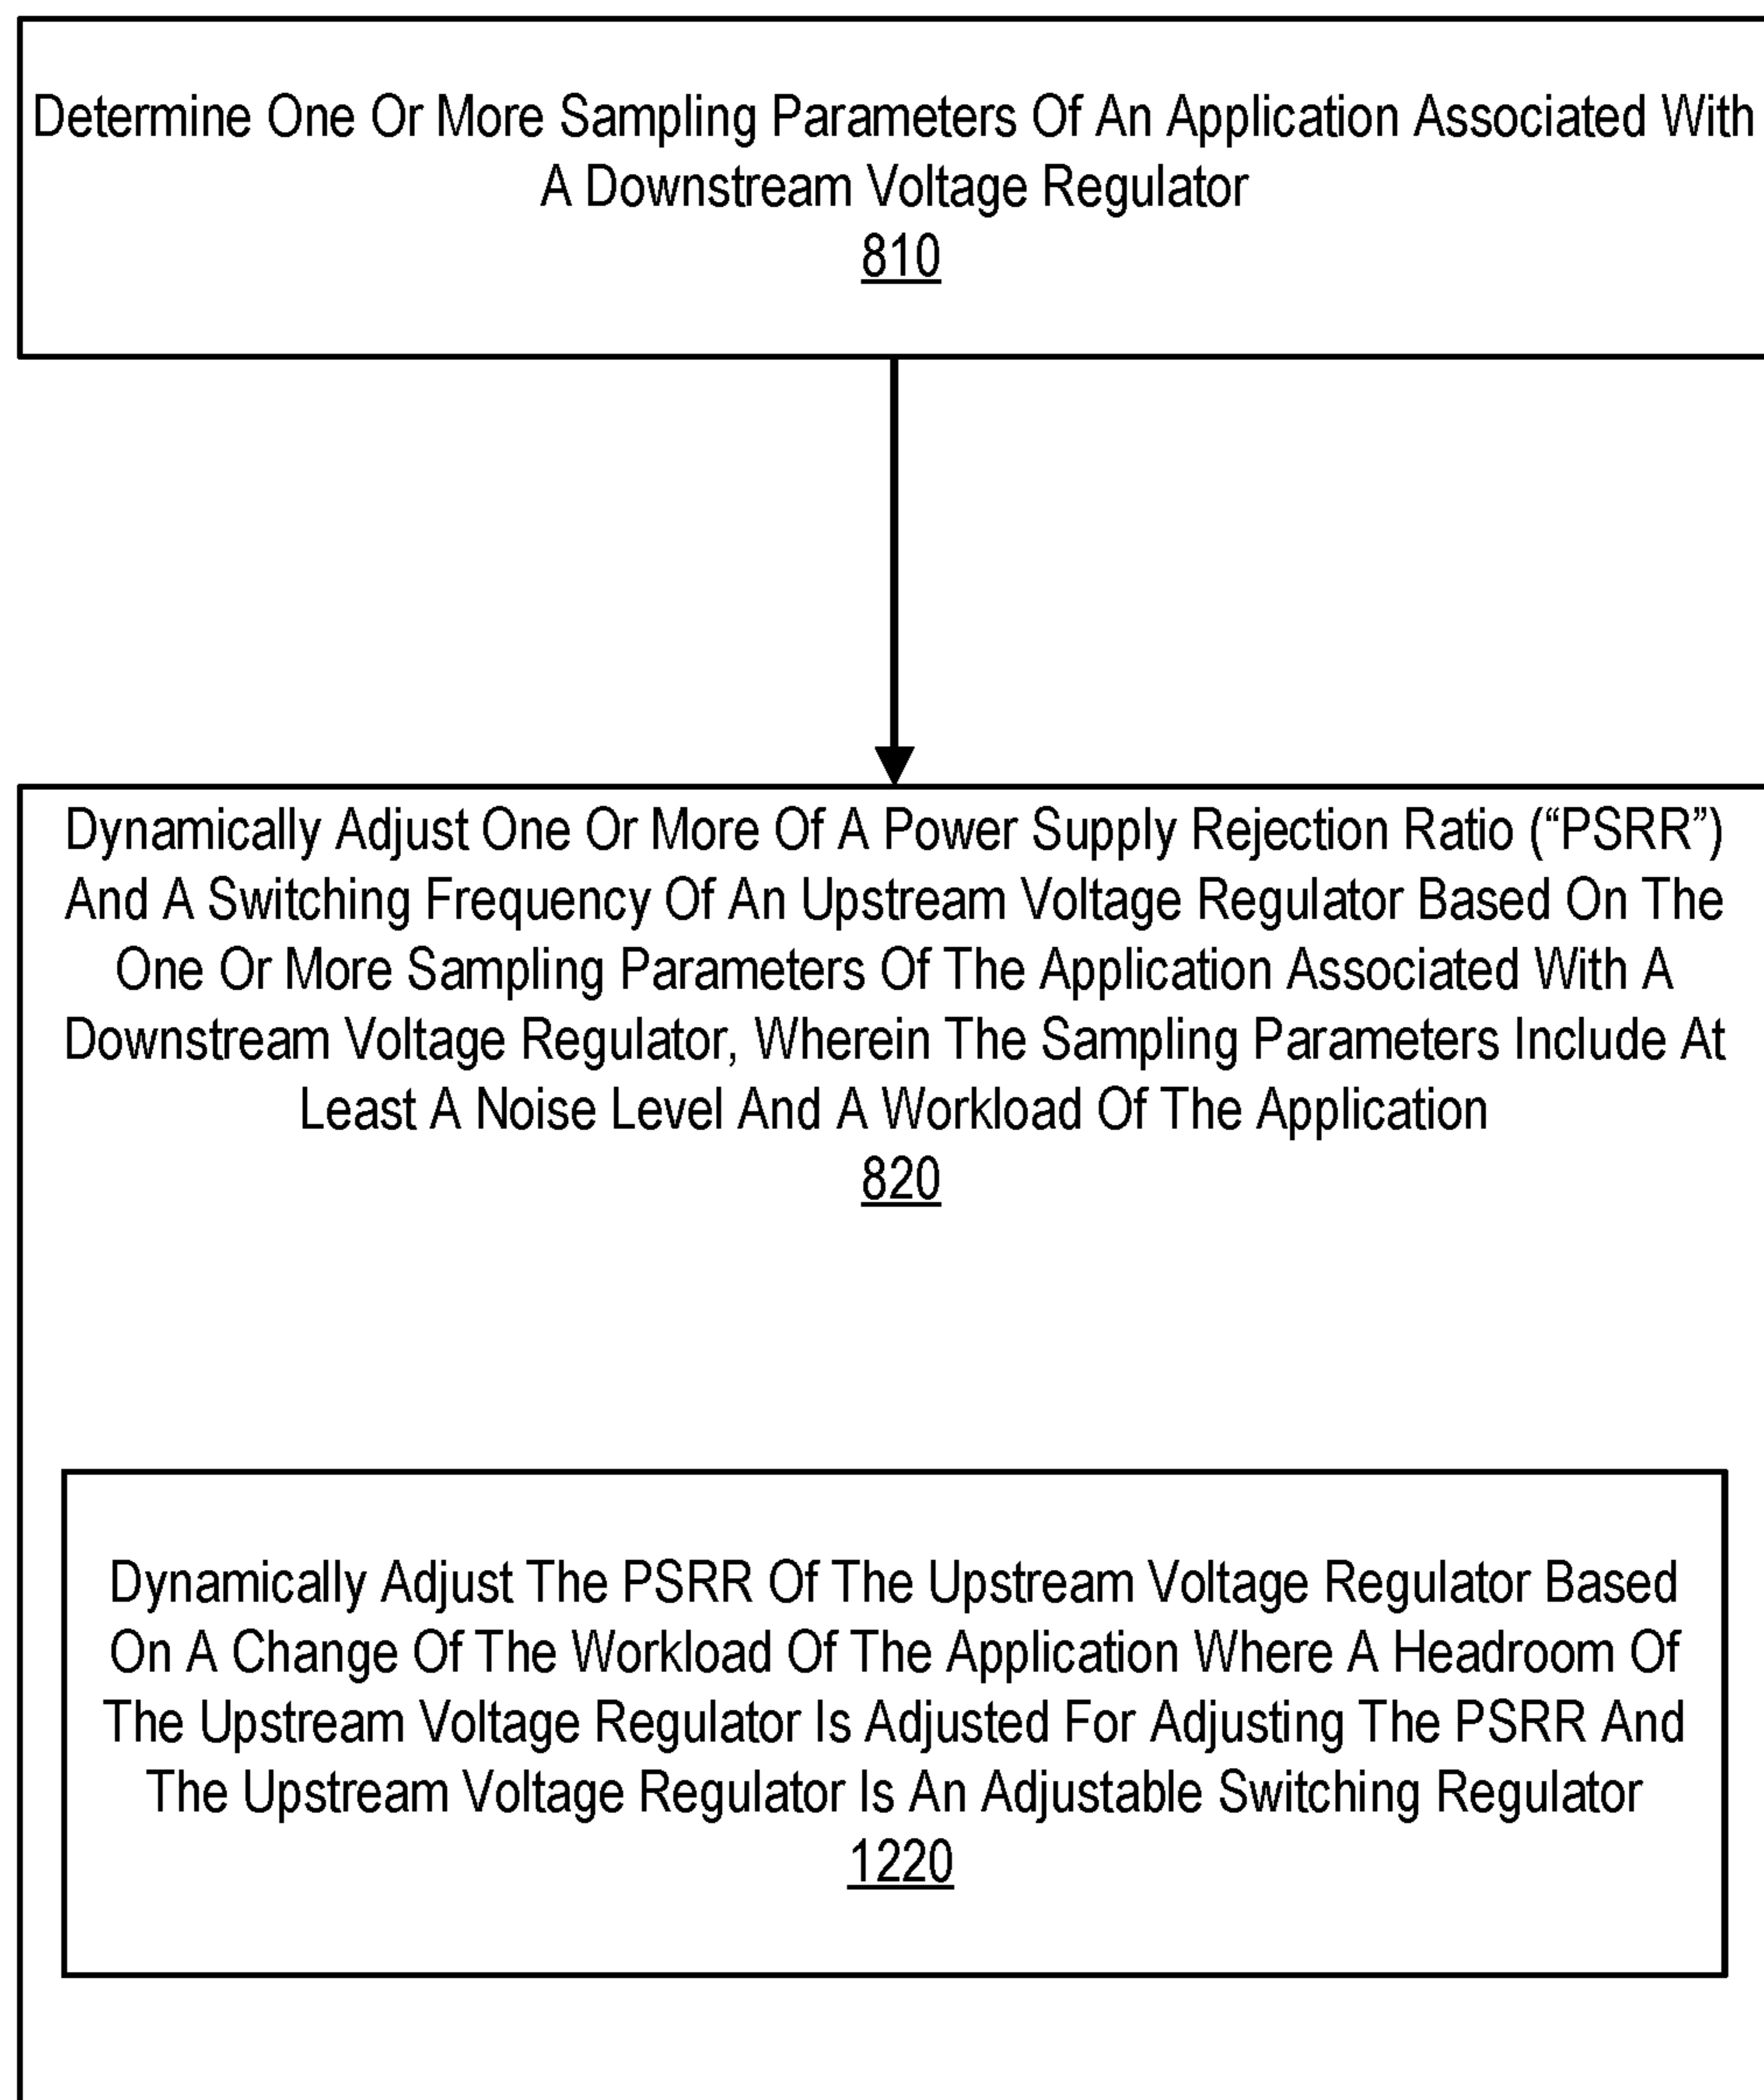 Determine One Or More Sampling Parameters Of An Application Associated With
A Downstream Voltage Regulator
810
Dynamically Adjust One Or More Of A Power Supply Rejection Ratio (“PSRR”)
And A Switching Frequency Of An Upstream Voltage Regulator Based On The
One Or More Sampling Parameters Of The Application Associated With A
Downstream Voltage Regulator, Wherein The Sampling Parameters Include At
Least A Noise Level And A Workload Of The Application
820
Dynamically Adjust The PSRR Of The Upstream Voltage Regulator Based
On A Change Of The Workload Of The Application Where A Headroom Of
The Upstream Voltage Regulator Is Adjusted For Adjusting The PSRR And
The Upstream Voltage Regulator Is An Adjustable Switching Regulator
1220